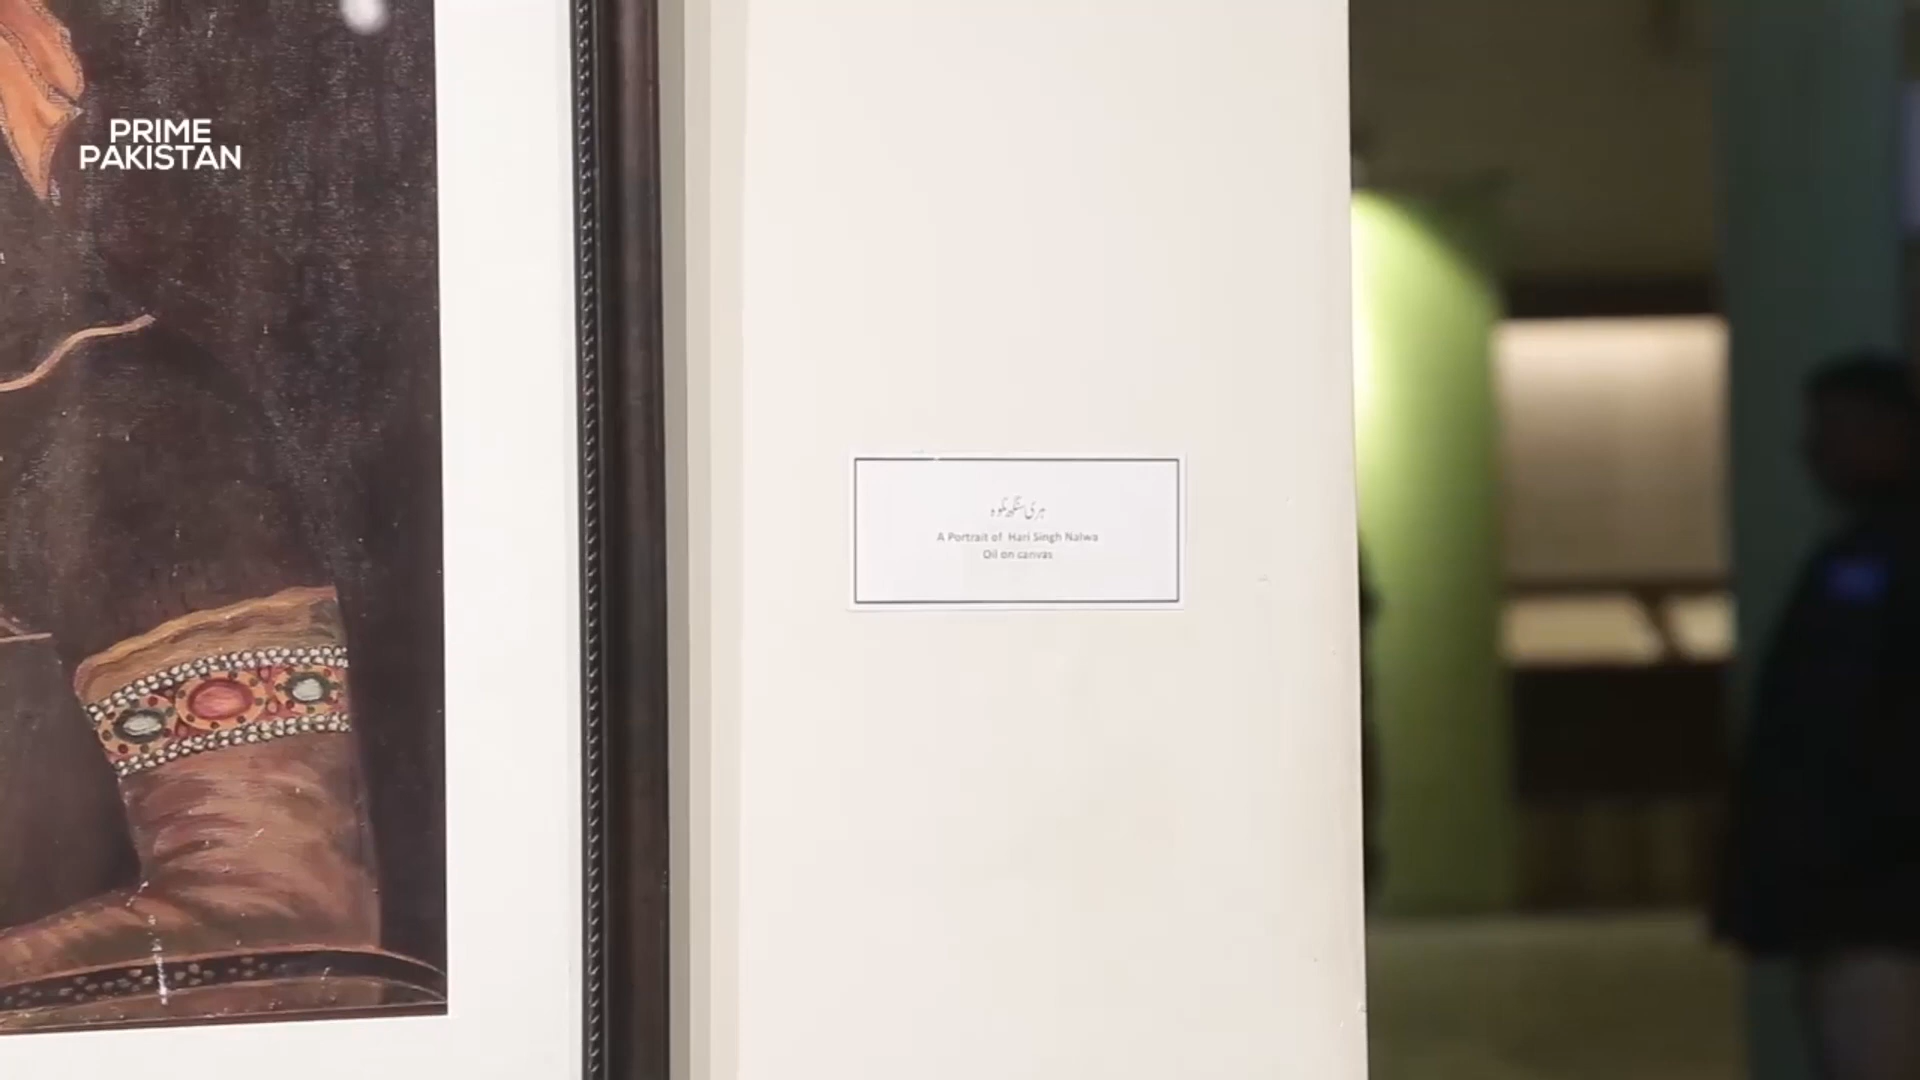 PRIME
PAKISTAN
ہری سنگھ نلوہ
A Portrait of Hari Singh Nalwa
Oil on canvas